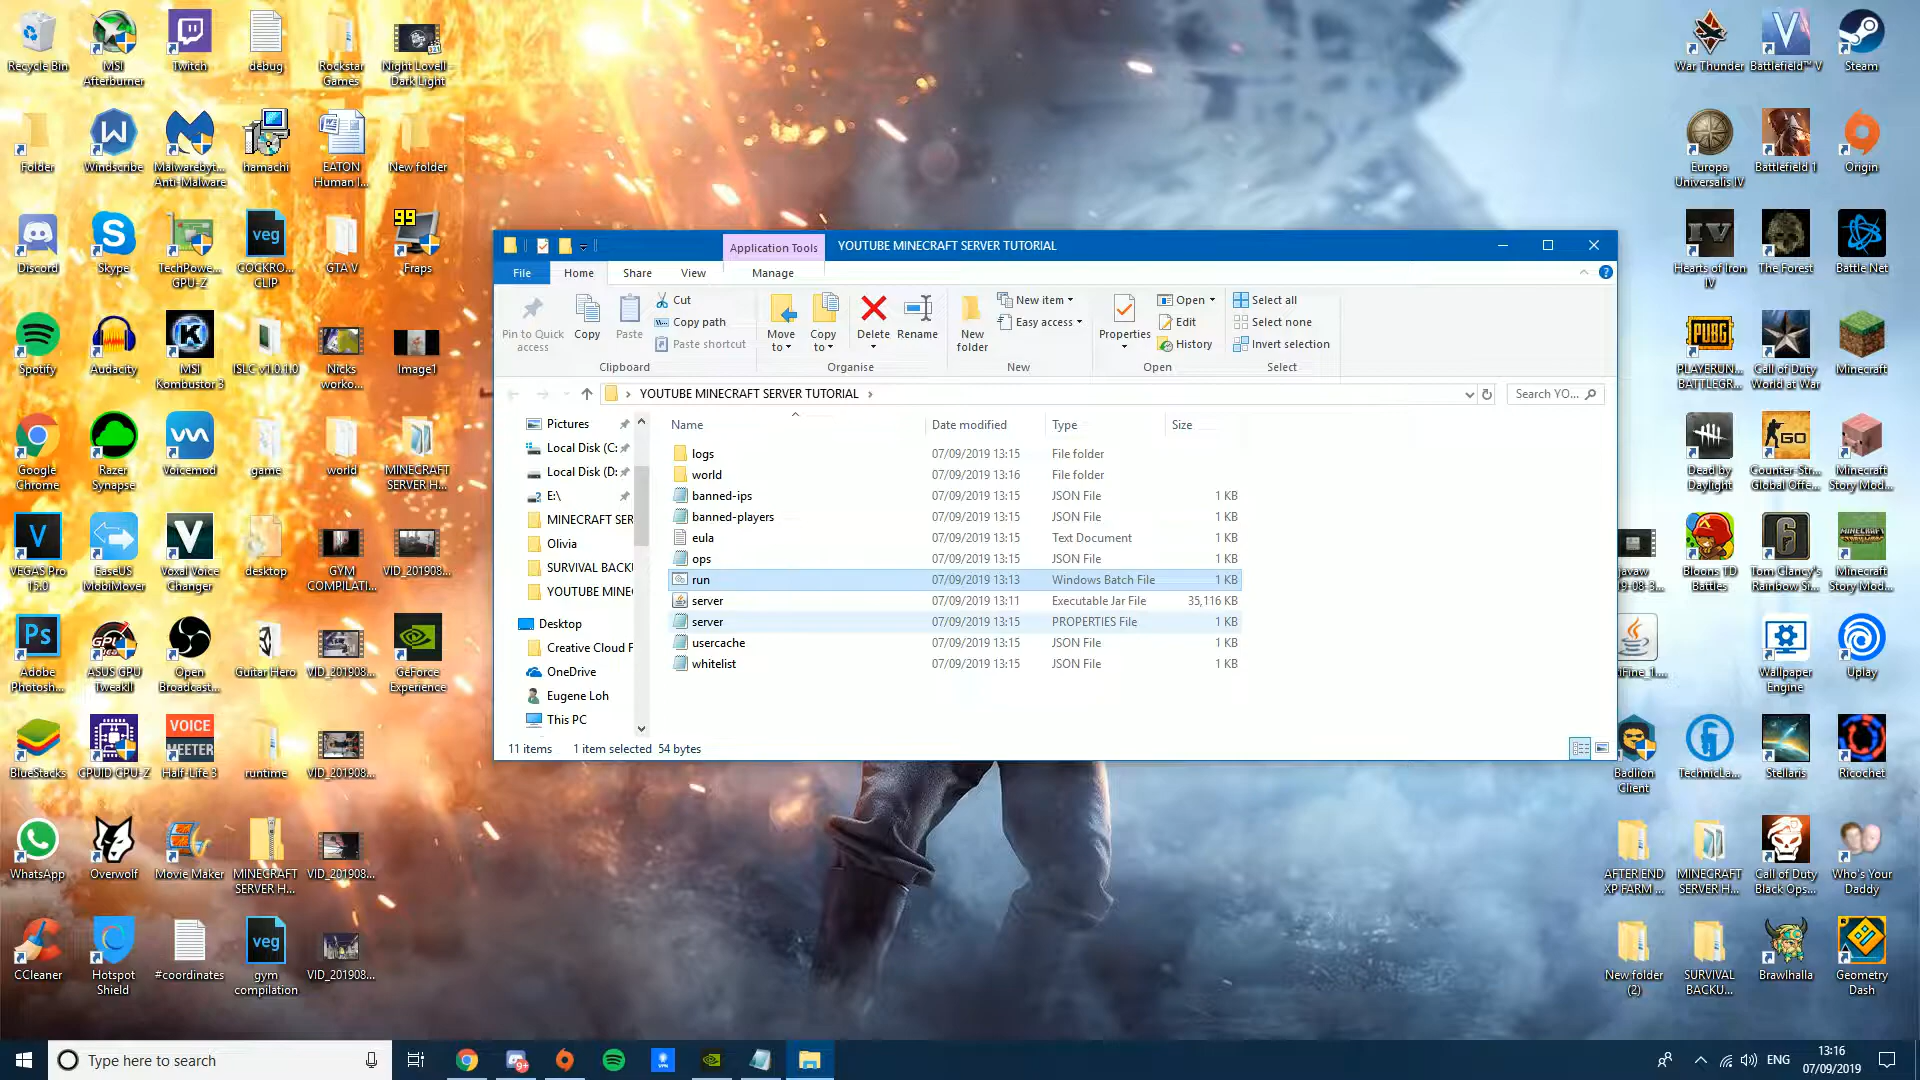 Recycle Bin
MSI Afterburner
Twitch
debug
Rockstar Games
Night Lovell - Dark Light
War Thunder
Battlefield™ V
Steam
Folder
Windscribe
Malwarebyt... Anti-Malware
hamachi
EATON Human I...
New folder
Europa Universalis IV
Battlefield 1
Origin
Discord
Skype
TechPowe... GPU-Z
veg
COCKRO... CLIP
GTA V
99
Fraps
Hearts of Iron IV
The Forest
Battle Net
Application Tools
YOUTUBE MINECRAFT SERVER TUTORIAL
File
Home
Share
View
Manage
Pin to Quick access
Copy
Paste
Cut
Copy path
Paste shortcut
Clipboard
Move to
Copy to
Delete
Rename
Organise
New folder
New item
Easy access
New
Properties
Open
Edit
History
Open
Select all
Select none
Invert selection
Select
YOUTUBE MINECRAFT SERVER TUTORIAL
Search YO...
Pictures
Local Disk (C:
Local Disk (D:
E:\
MINECRAFT SER
Olivia
SURVIVAL BACKU
YOUTUBE MINE
Desktop
Creative Cloud F
OneDrive
Eugene Loh
This PC
Name Date modified Type Size
logs 07/09/2019 13:15 File folder
world 07/09/2019 13:16 File folder
banned-ips 07/09/2019 13:15 JSON File 1 KB
banned-players 07/09/2019 13:15 JSON File 1 KB
eula 07/09/2019 13:15 Text Document 1 KB
ops 07/09/2019 13:15 JSON File 1 KB
run 07/09/2019 13:13 Windows Batch File 1 KB
server 07/09/2019 13:11 Executable Jar File 35,116 KB
server 07/09/2019 13:15 PROPERTIES File 1 KB
usercache 07/09/2019 13:15 JSON File 1 KB
whitelist 07/09/2019 13:15 JSON File 1 KB
11 items 1 item selected 54 bytes
Spotify
Audacity
MSI Kombustor 3
ISLC v1.0.1.0
Nicks worko...
Image1
PUBG
PLAYERUN... BATTLEGR...
Call of Duty World at War
Minecraft
Google Chrome
Razer Synapse
Voicemod
game
world
MINECRAFT SERVER H...
Dead by Daylight
GO
Counter-Str... Global Offe...
Minecraft Story Mod...
VEGAS Pro 15.0
EaseUS MobiMover
Voxal Voice Changer
desktop
GYM COMPILATI...
VID_201908...
Bloons TD Battles
Tom Clancy's Rainbow Si...
Minecraft Story Mod...
Ps
Adobe Photosh...
ASUS GPU TweakII
Open Broadcast...
Guitar Hero
VID_201908...
GeForce Experience
Wallpaper Engine
Uplay
BlueStacks
CPUID CPU-Z
VOICE MEETER
Half-Life 3
runtime
VID_201908...
Badlion Client
TechnicLa...
Stellaris
Ricochet
WhatsApp
Overwolf
Movie Maker
MINECRAFT SERVER H...
VID_201908...
AFTER END XP FARM ...
MINECRAFT SERVER H...
Call of Duty Black Ops...
Who's Your Daddy
CCleaner
Hotspot Shield
#coordinates
veg
gym compilation
VID_201908...
New folder (2)
SURVIVAL BACKU...
Brawlhalla
Geometry Dash
Type here to search
ENG
13:16
07/09/2019